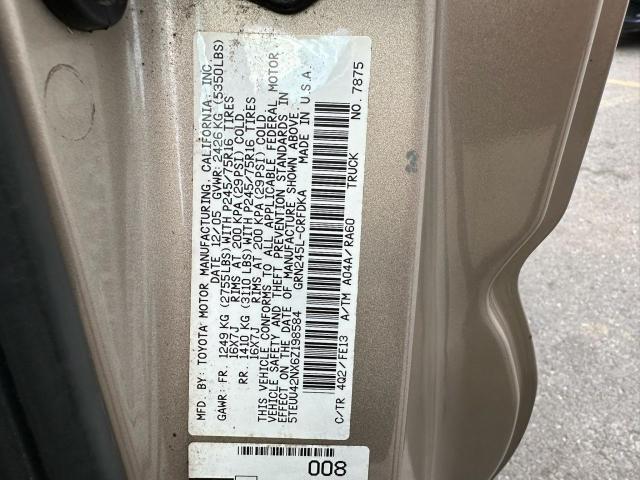 MFD. BY: TOYOTA MOTOR MANUFACTURING, CALIFORNIA, INC.
DATE 12/05 GVWR: 2426 KG (5350 LBS)
GAWR: FR. 1249 KG (2755 LBS) WITH P245/75R16 TIRES
16X7J RIMS AT 200 KPA (29PSI) COLD.
RR. 1410 KG (3110 LBS) WITH P245/75R16 TIRES
16X7J RIMS AT 200 KPA (29PSI) COLD.
THIS VEHICLE CONFORMS TO ALL APPLICABLE FEDERAL MOTOR
VEHICLE SAFETY AND THEFT PREVENTION STANDARDS IN
EFFECT ON THE DATE OF MANUFACTURE SHOWN ABOVE.
5TEUU42NX6Z198584 GRN245L-CRFDKA MADE IN U.S.A.
C/TR 4Q2/FE13 A/TM A04A/RA60 TRUCK NO. 7875
008